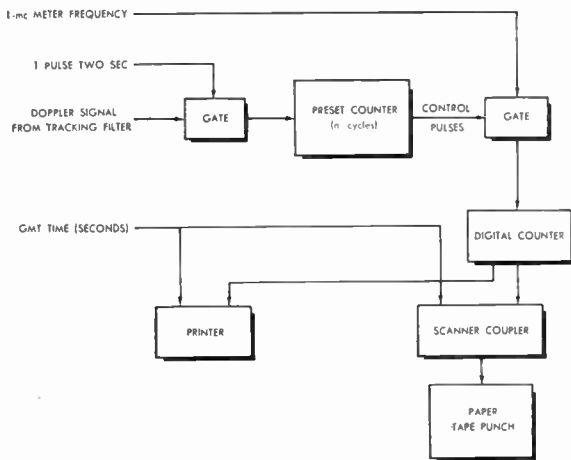 1-mc METER FREQUENCY
1 PULSE TWO SEC
DOPPLER SIGNAL
FROM TRACKING FILTER
GATE
PRESET COUNTER
(n cycles)
CONTROL
PULSES
GATE
GMT TIME (SECONDS)
DIGITAL COUNTER
PRINTER
SCANNER COUPLER
PAPER
TAPE PUNCH